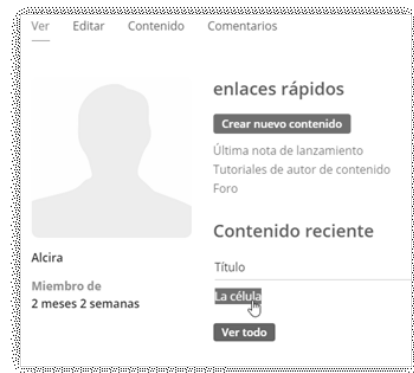 Ver Editar Contenido Comentarios
enlaces rápidos
Crear nuevo contenido
Última nota de lanzamiento
Tutoriales de autor de contenido
Foro
Contenido reciente
Título
La célula
Ver todo
Alcira
Miembro de
2 meses 2 semanas